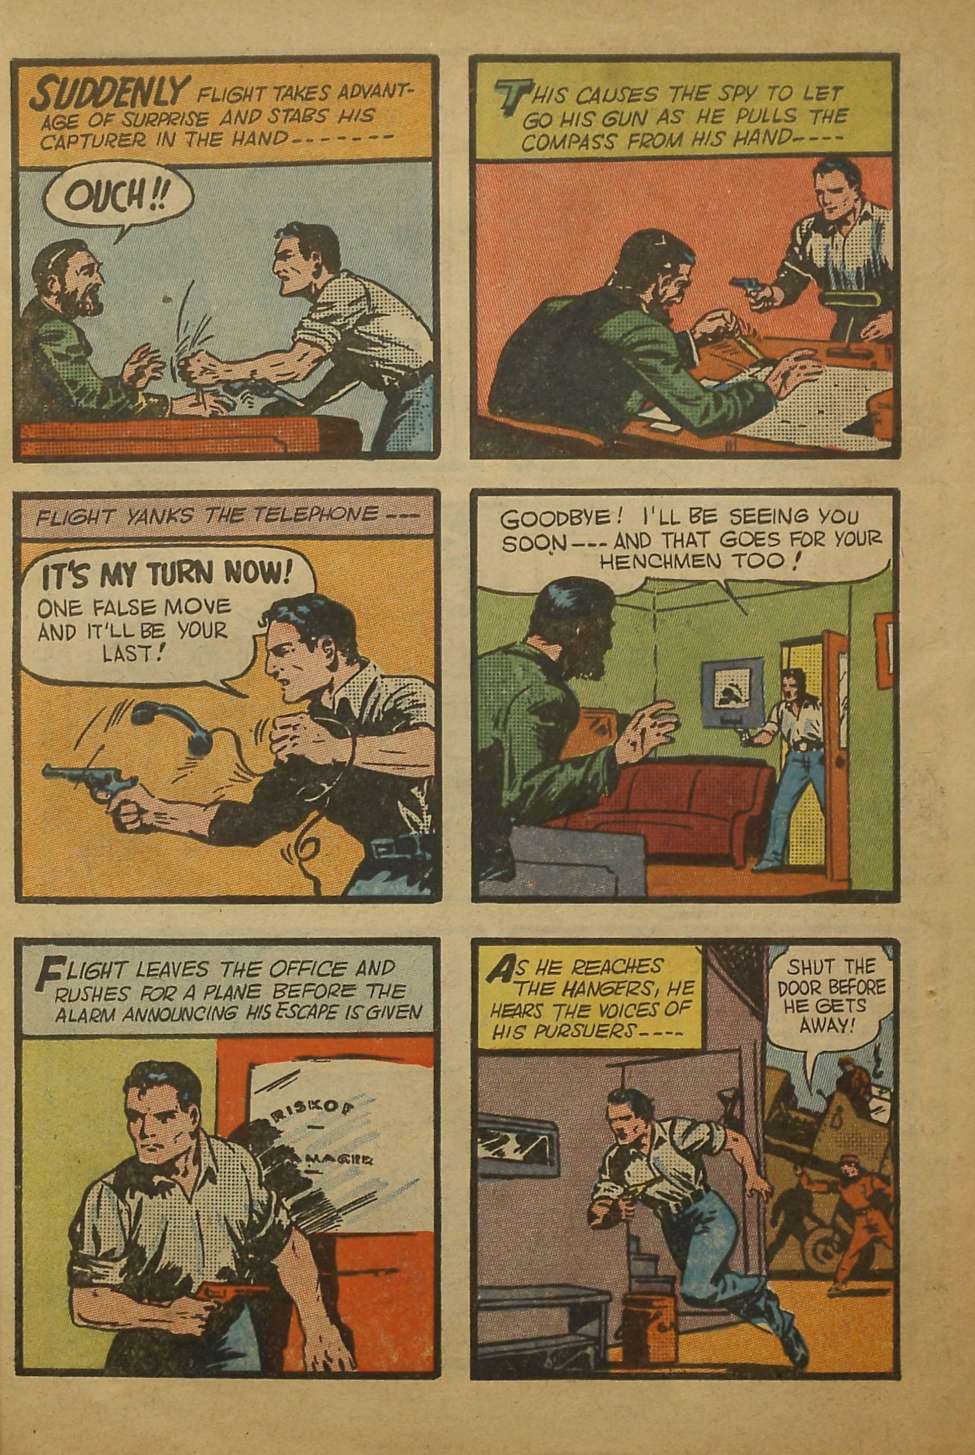 SUDDENLY FLIGHT TAKES ADVANT-
AGE OF SURPRISE AND STABS HIS
CAPTURER IN THE HAND-------
OUCH!!
THIS CAUSES THE SPY TO LET
GO HIS GUN AS HE PULLS THE
COMPASS FROM HIS HAND----
FLIGHT YANKS THE TELEPHONE ---
IT'S MY TURN NOW!
ONE FALSE MOVE
AND IT'LL BE YOUR
LAST!
GOODBYE! I'LL BE SEEING YOU
SOON--- AND THAT GOES FOR YOUR
HENCHMEN TOO!
FLIGHT LEAVES THE OFFICE AND
RUSHES FOR A PLANE BEFORE THE
ALARM ANNOUNCING HIS ESCAPE IS GIVEN
RISKOF
—
ANAGER
—
AS HE REACHES
THE HANGERS, HE
HEARS THE VOICES OF
HIS PURSUERS----
SHUT THE
DOOR BEFORE
HE GETS
AWAY!